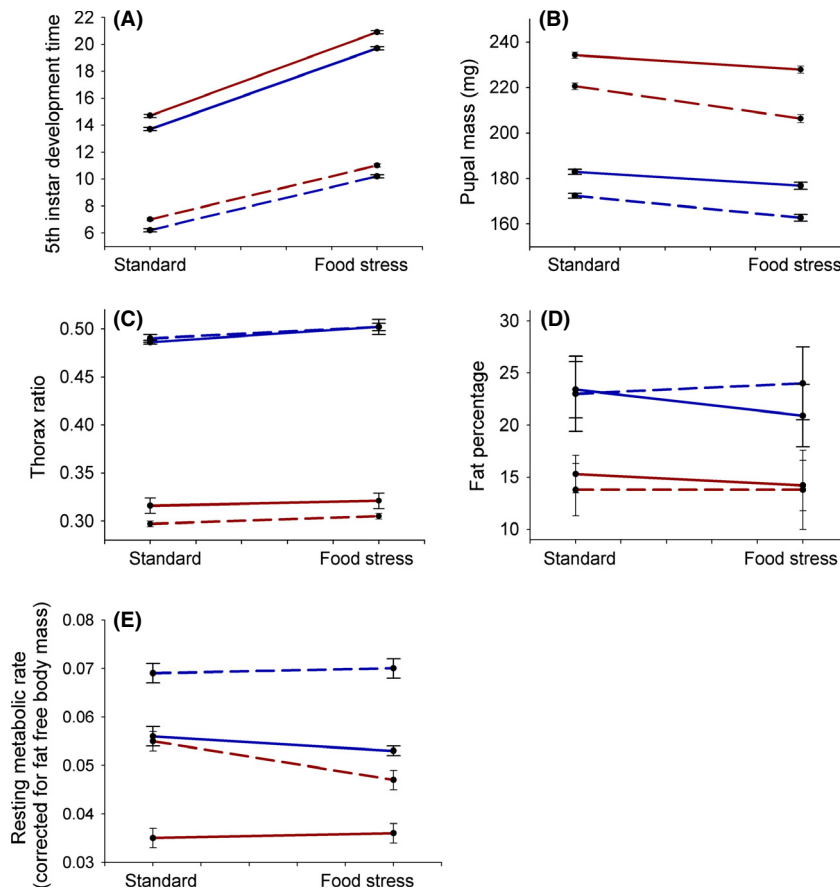 (A)
5th instar development time
22
20
18
16
14
12
10
8
6
Standard
Food stress
(B)
Pupal mass (mg)
240
220
200
180
160
Standard
Food stress
(C)
Thorax ratio
0.50
0.45
0.40
0.35
0.30
Standard
Food stress
(D)
Fat percentage
30
25
20
15
10
Standard
Food stress
(E)
Resting metabolic rate
(corrected for fat free body mass)
0.08
0.07
0.06
0.05
0.04
0.03
Standard
Food stress